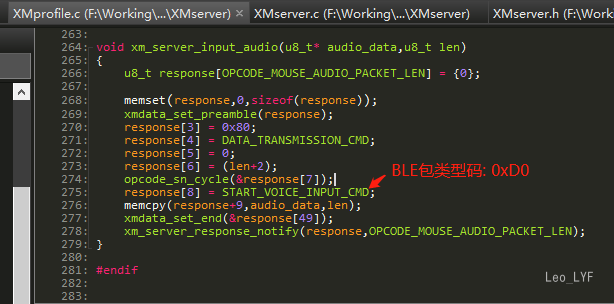 XMprofile.c (F:\Working\...\XMserver) × XMserver.c (F:\Working\...\XMserver) XMserver.h (F:\Workin
263:
264: void xm_server_input_audio(u8_t* audio_data,u8_t len)
265: {
266: u8_t response[OPCODE_MOUSE_AUDIO_PACKET_LEN] = {0};
267:
268: memset(response,0,sizeof(response));
269: xmdata_set_preamble(response);
270: response[3] = 0x80;
271: response[4] = DATA_TRANSMISSION_CMD;
272: response[5] = 0;
273: response[6] = (len+2);
274: opcode_sn_cycle(&response[7]);
275: response[8] = START_VOICE_INPUT_CMD;
BLE包类型码: 0xD0
276: memcpy(response+9,audio_data,len);
277: xmdata_set_end(&response[49]);
278: xm_server_response_notify(response,OPCODE_MOUSE_AUDIO_PACKET_LEN);
279: }
280:
281: #endif
282:
283:
Leo_LYF